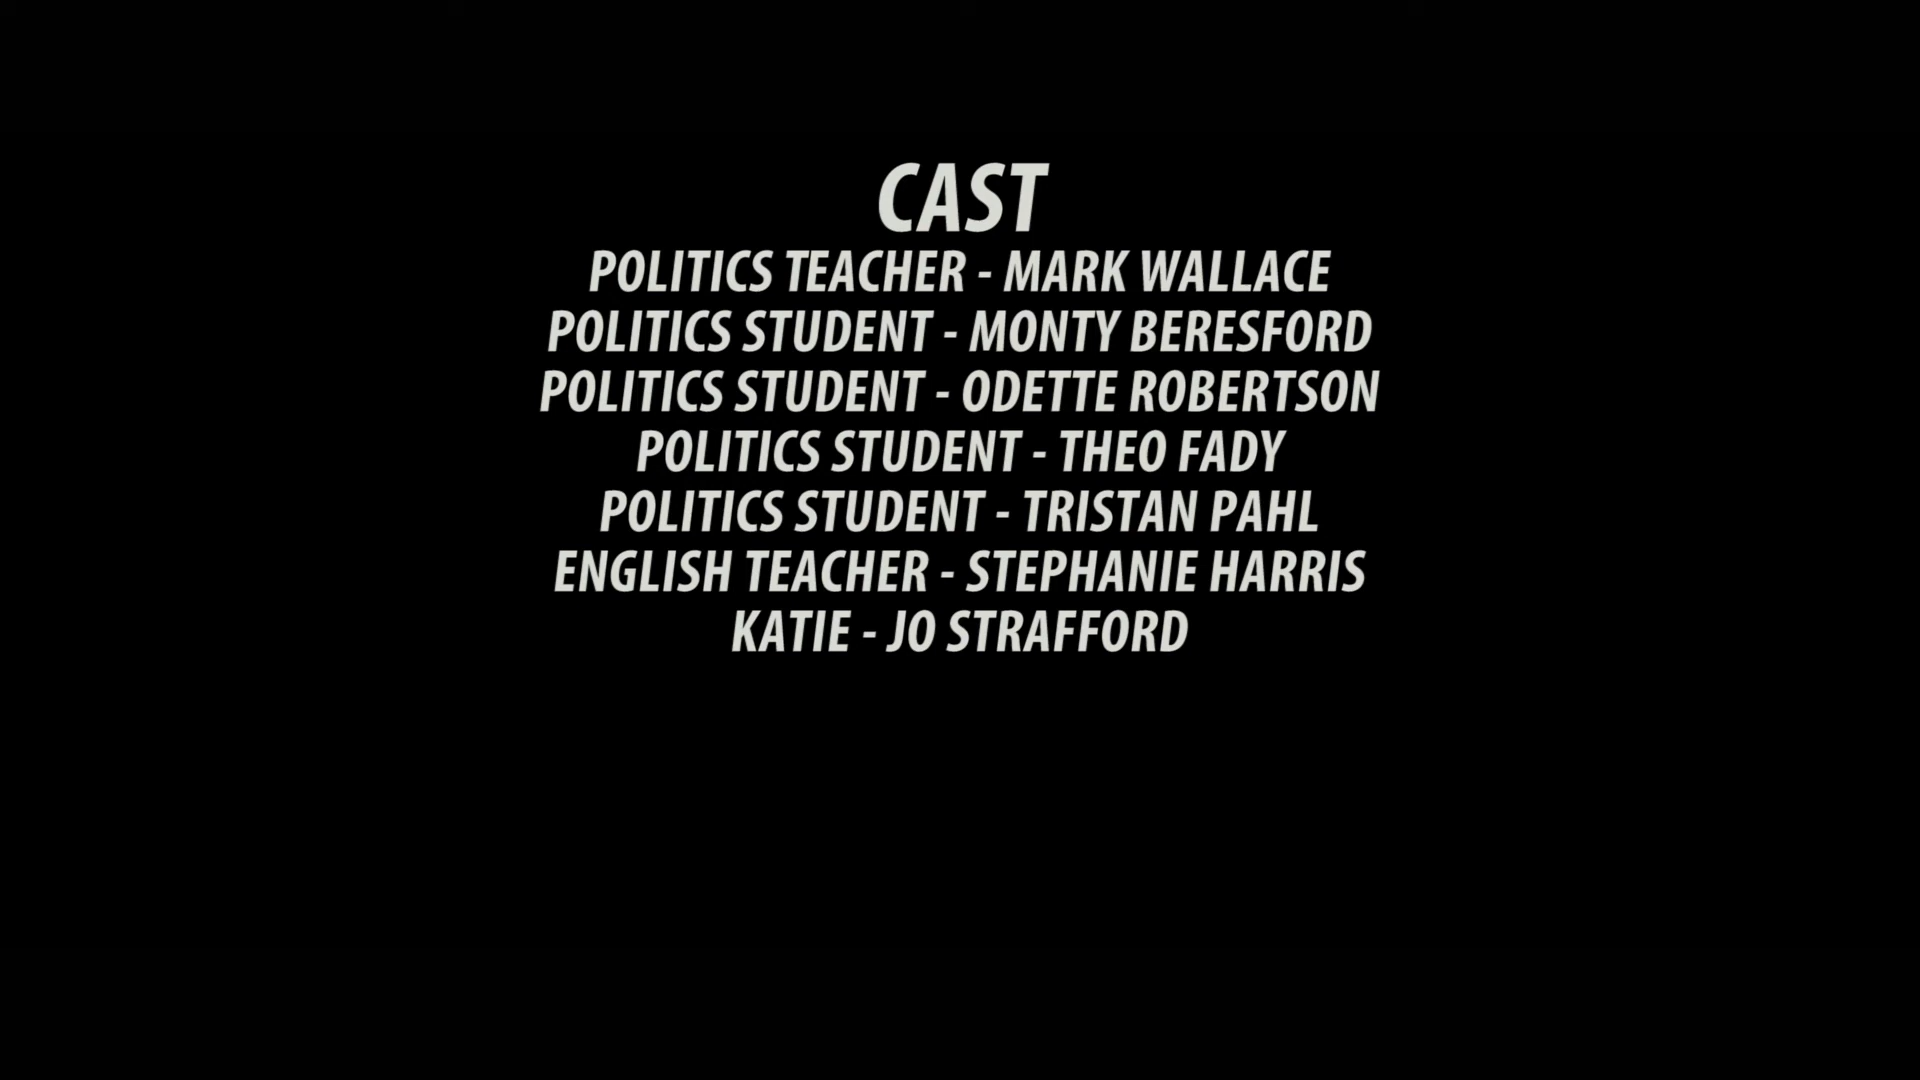 CAST
POLITICS TEACHER - MARK WALLACE
POLITICS STUDENT - MONTY BERESFORD
POLITICS STUDENT - ODETTE ROBERTSON
POLITICS STUDENT - THEO FADY
POLITICS STUDENT - TRISTAN PAHL
ENGLISH TEACHER - STEPHANIE HARRIS
KATIE - JO STRAFFORD